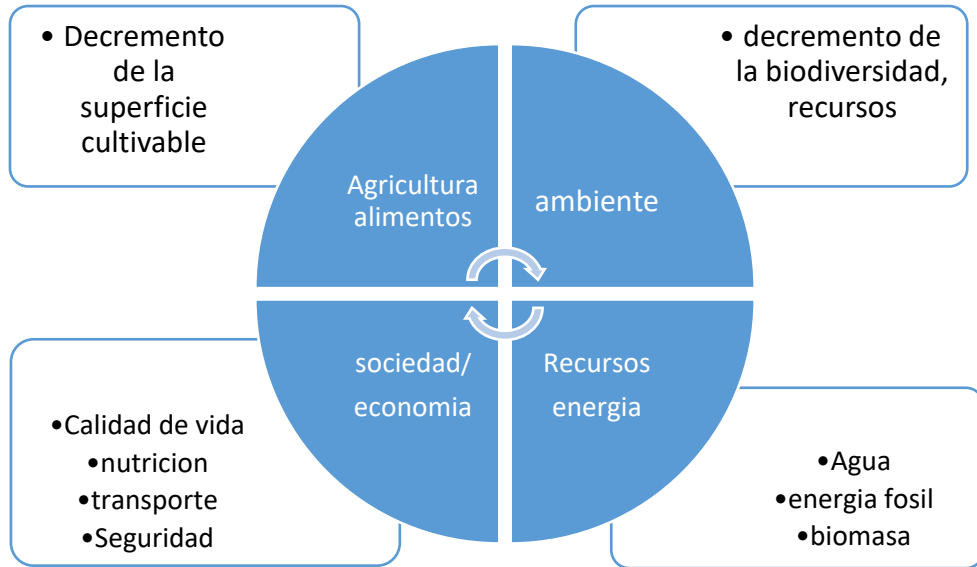 • Decremento
de la
superficie
cultivable
• decremento de
la biodiversidad,
recursos
Agricultura
alimentos
ambiente
sociedad/
economia
Recursos
energia
•Calidad de vida
•nutricion
•transporte
•Seguridad
•Agua
•energia fosil
•biomasa